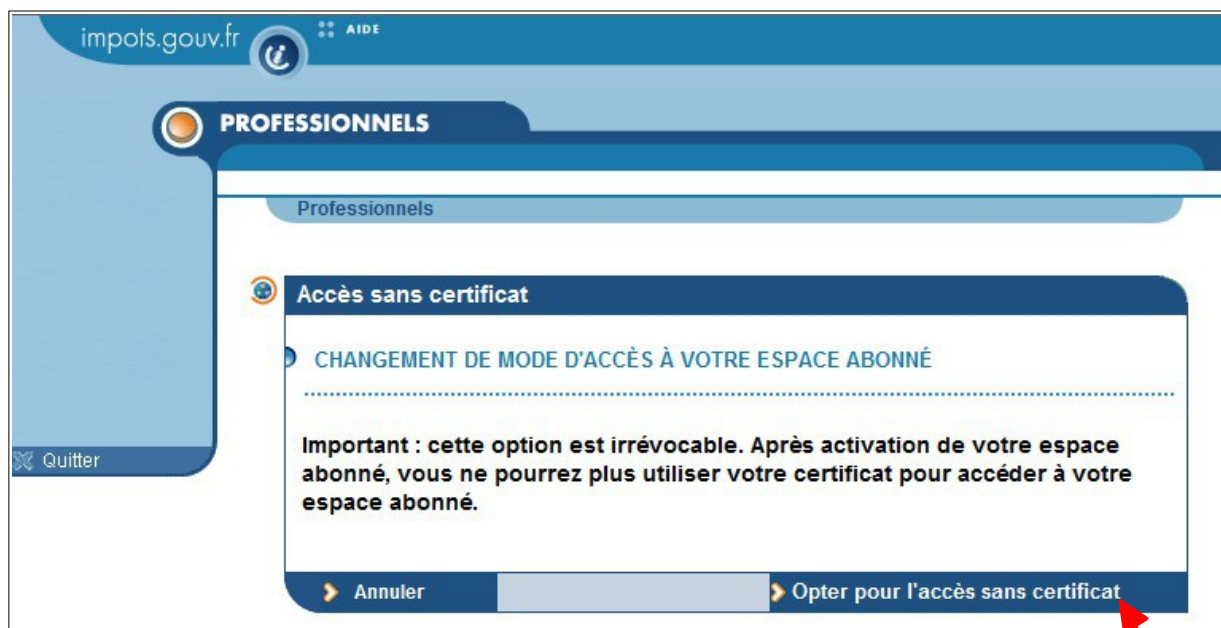 impots.gouv.fr
AIDE
PROFESSIONNELS
Professionnels
Accès sans certificat
CHANGEMENT DE MODE D'ACCÈS À VOTRE ESPACE ABONNÉ
Important : cette option est irrévocable. Après activation de votre espace
abonné, vous ne pourrez plus utiliser votre certificat pour accéder à votre
espace abonné.
Quitter
Annuler
Opter pour l'accès sans certificat